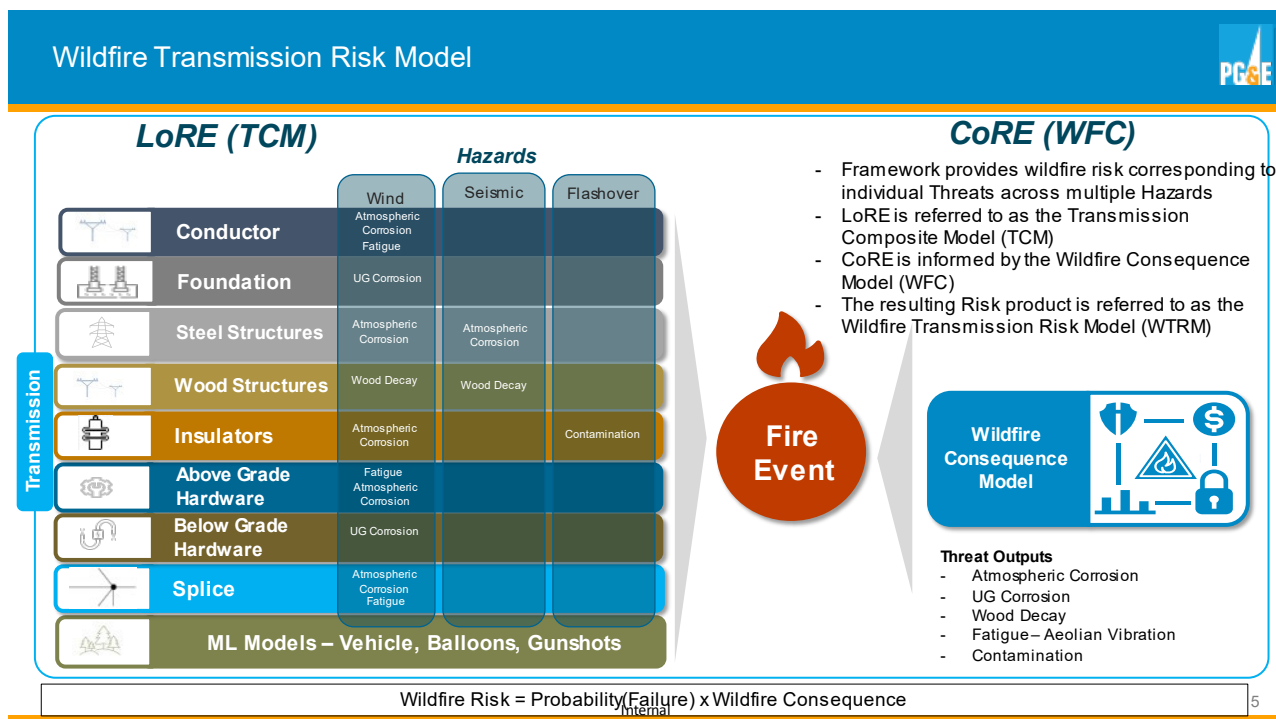 Wildfire Transmission Risk Model
PG&E
LoRE (TCM)
Hazards
Wind
Seismic
Flashover
Transmission
Conductor
Atmospheric
Corrosion
Fatigue
Foundation
UG Corrosion
Steel Structures
Atmospheric
Corrosion
Atmospheric
Corrosion
Wood Structures
Wood Decay
Wood Decay
Insulators
Atmospheric
Corrosion
Contamination
Above Grade
Hardware
Fatigue
Atmospheric
Corrosion
Below Grade
Hardware
UG Corrosion
Splice
Atmospheric
Corrosion
Fatigue
ML Models – Vehicle, Balloons, Gunshots
Fire
Event
CoRE (WFC)
- Framework provides wildfire risk corresponding to
individual Threats across multiple Hazards
- LoRE is referred to as the Transmission
Composite Model (TCM)
- CoRE is informed by the Wildfire Consequence
Model (WFC)
- The resulting Risk product is referred to as the
Wildfire Transmission Risk Model (WTRM)
Wildfire
Consequence
Model
$
Threat Outputs
- Atmospheric Corrosion
- UG Corrosion
- Wood Decay
- Fatigue – Aeolian Vibration
- Contamination
Wildfire Risk = Probability(Failure) x Wildfire Consequence
Internal
5